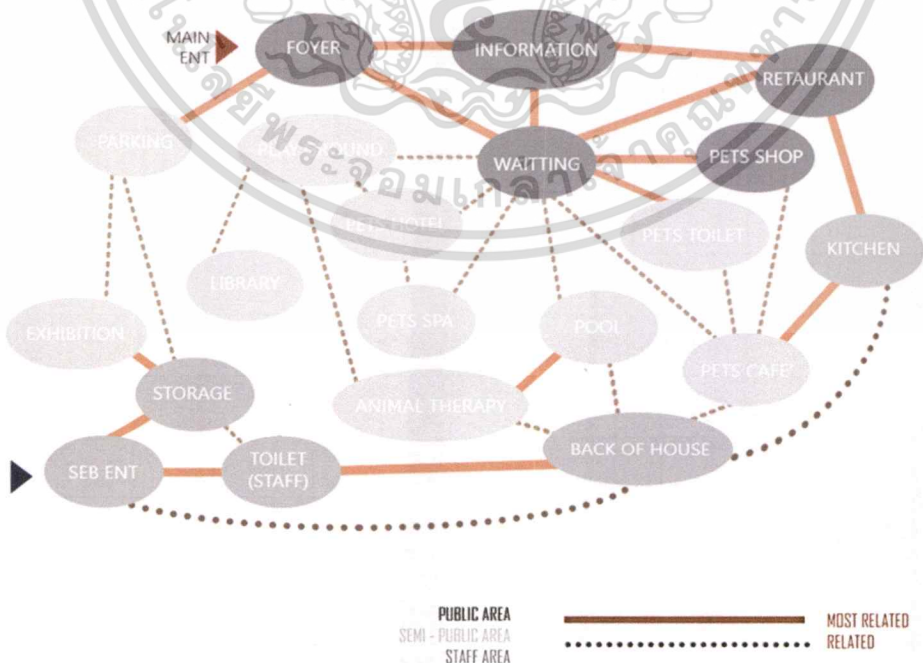 MAIN
ENT
FOYER
INFORMATION
RETAURANT
PARKING
PLAYGROUND
WAITTING
PETS SHOP
PETS HOTEL
PETS TOILET
KITCHEN
LIBRARY
EXHIBITION
PETS SPA
POOL
PETS CAFE'
STORAGE
ANIMAL THERAPY
SEB ENT
TOILET
(STAFF)
BACK OF HOUSE
PUBLIC AREA
SEMI - PUBLIC AREA
STAFF AREA
MOST RELATED
RELATED